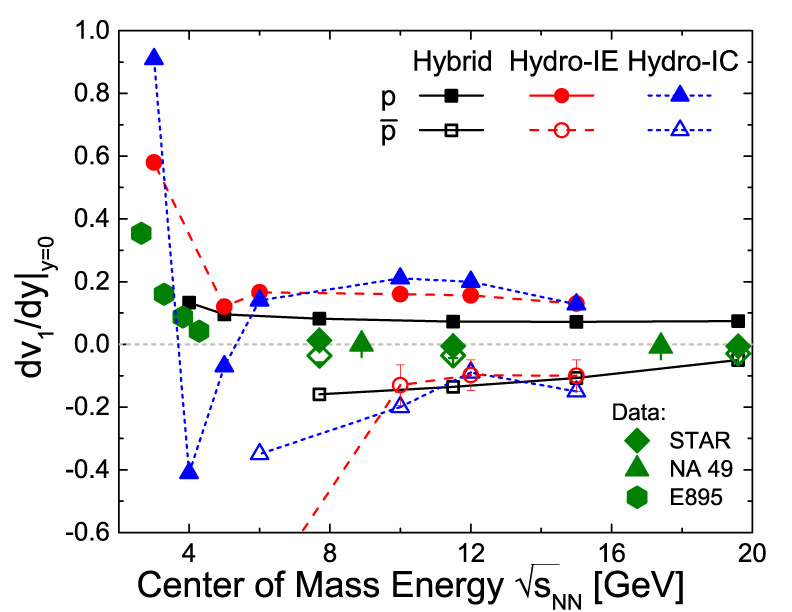 1.0
0.8
0.6
0.4
0.2
0.0
-0.2
-0.4
-0.6
dv₁/dy|y=0
Hybrid Hydro-IE Hydro-IC
p
p̅
Data:
STAR
NA 49
E895
4 8 12 16 20
Center of Mass Energy √sNN [GeV]